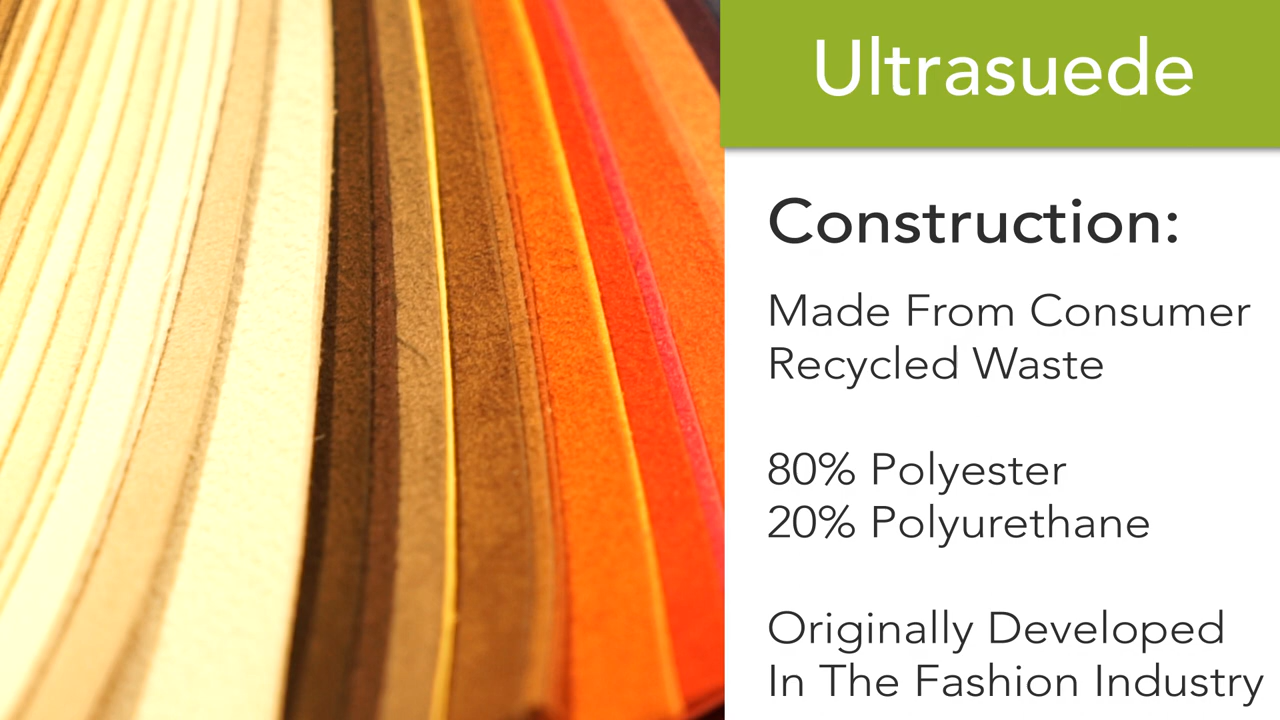 Ultrasuede
Construction:
Made From Consumer
Recycled Waste
80% Polyester
20% Polyurethane
Originally Developed
In The Fashion Industry